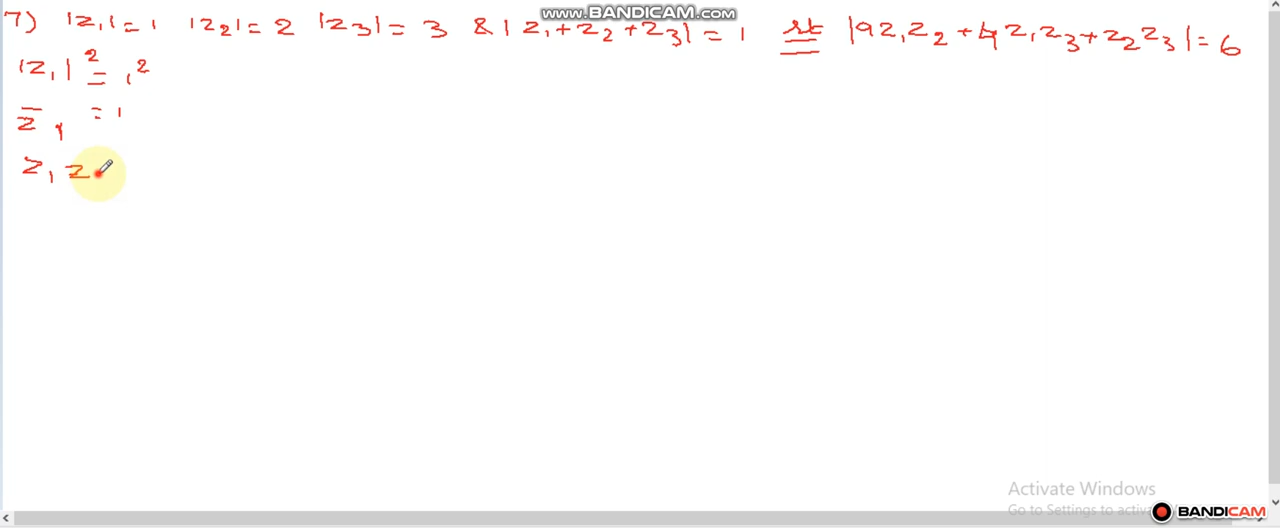 www.BANDICAM.com
7) |z₁| = 1 |z₂| = 2 |z₃| = 3 & |z₁ + z₂ + z₃| = 1 st |9z₁z₂ + 4z₁z₃ + z₂z₃| = 6
|z₁|² = 1²
z̄₁ = 1
z₁ z
Activate Windows
Go to Settings to activ
BANDICAM